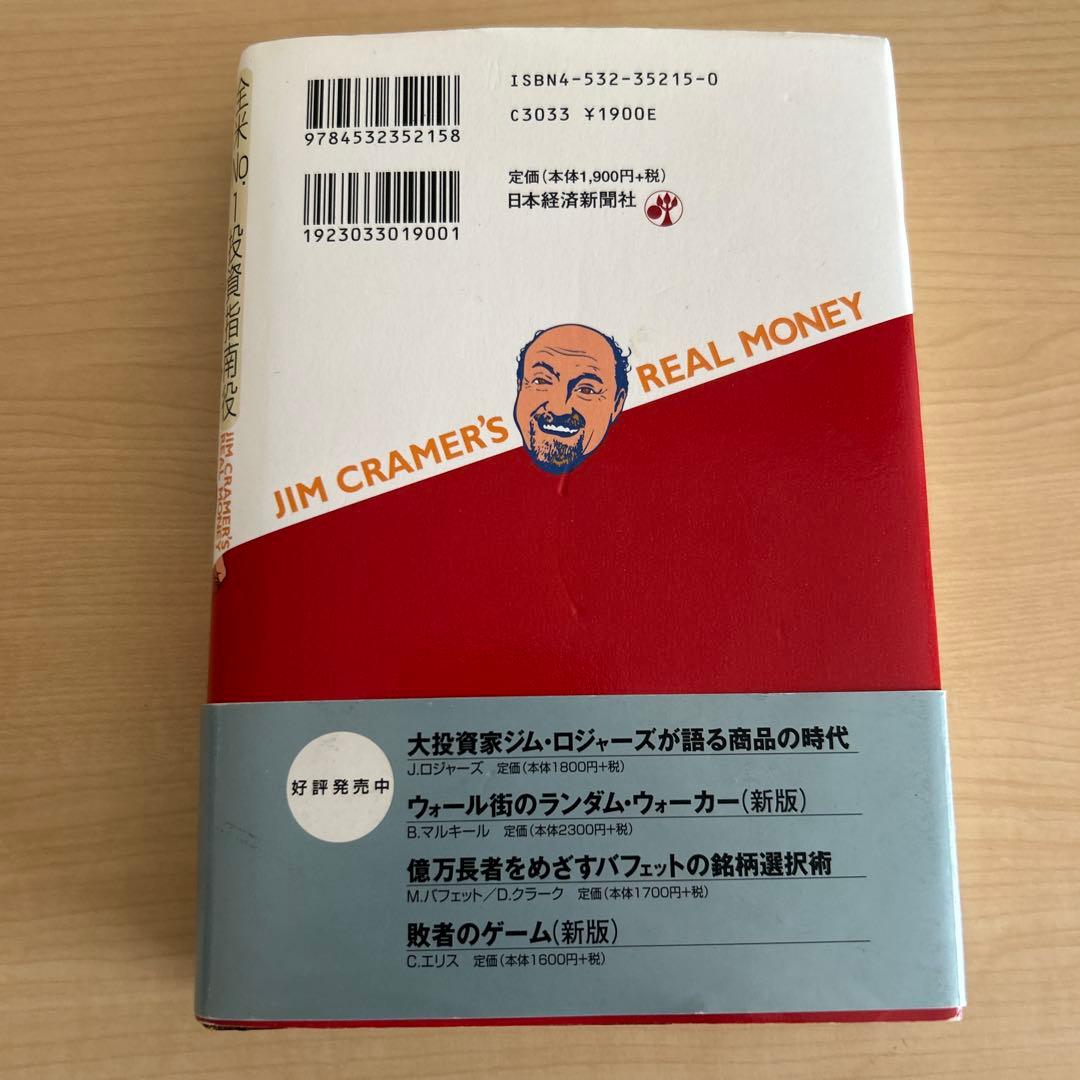 全米No.1投資指南役
JIM CRAMER'S
REAL MONEY
ISBN4-532-35215-0
C3033 ¥1900E
9784532352158
定価(本体1,900円+税)
日本経済新聞社
1923033019001
JIM CRAMER'S REAL MONEY
好評発売中
大投資家ジム・ロジャーズが語る商品の時代
J.ロジャーズ 定価(本体1800円+税)
ウォール街のランダム・ウォーカー(新版)
B.マルキール 定価(本体2300円+税)
億万長者をめざすバフェットの銘柄選択術
M.バフェット/D.クラーク 定価(本体1700円+税)
敗者のゲーム(新版)
C.エリス 定価(本体1600円+税)